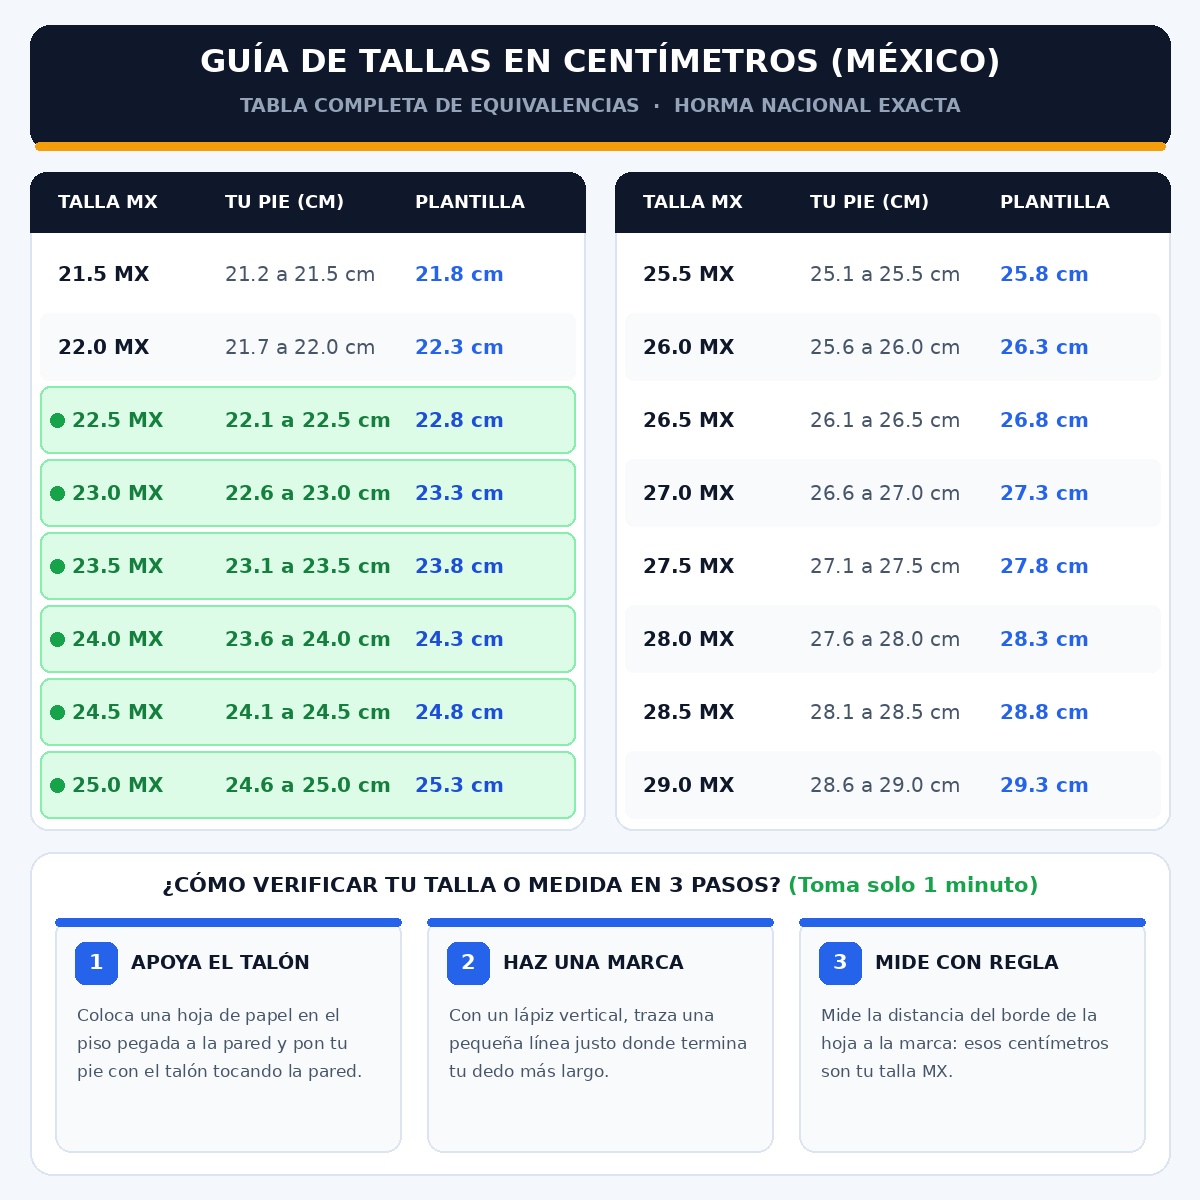 GUÍA DE TALLAS EN CENTÍMETROS (MÉXICO)
TABLA COMPLETA DE EQUIVALENCIAS · HORMA NACIONAL EXACTA
TALLA MX TU PIE (CM) PLANTILLA
21.5 MX 21.2 a 21.5 cm 21.8 cm
22.0 MX 21.7 a 22.0 cm 22.3 cm
22.5 MX 22.1 a 22.5 cm 22.8 cm
23.0 MX 22.6 a 23.0 cm 23.3 cm
23.5 MX 23.1 a 23.5 cm 23.8 cm
24.0 MX 23.6 a 24.0 cm 24.3 cm
24.5 MX 24.1 a 24.5 cm 24.8 cm
25.0 MX 24.6 a 25.0 cm 25.3 cm
TALLA MX TU PIE (CM) PLANTILLA
25.5 MX 25.1 a 25.5 cm 25.8 cm
26.0 MX 25.6 a 26.0 cm 26.3 cm
26.5 MX 26.1 a 26.5 cm 26.8 cm
27.0 MX 26.6 a 27.0 cm 27.3 cm
27.5 MX 27.1 a 27.5 cm 27.8 cm
28.0 MX 27.6 a 28.0 cm 28.3 cm
28.5 MX 28.1 a 28.5 cm 28.8 cm
29.0 MX 28.6 a 29.0 cm 29.3 cm
¿CÓMO VERIFICAR TU TALLA O MEDIDA EN 3 PASOS? (Toma solo 1 minuto)
1 APOYA EL TALÓN
Coloca una hoja de papel en el
piso pegada a la pared y pon tu
pie con el talón tocando la pared.
2 HAZ UNA MARCA
Con un lápiz vertical, traza una
pequeña línea justo donde termina
tu dedo más largo.
3 MIDE CON REGLA
Mide la distancia del borde de la
hoja a la marca: esos centímetros
son tu talla MX.